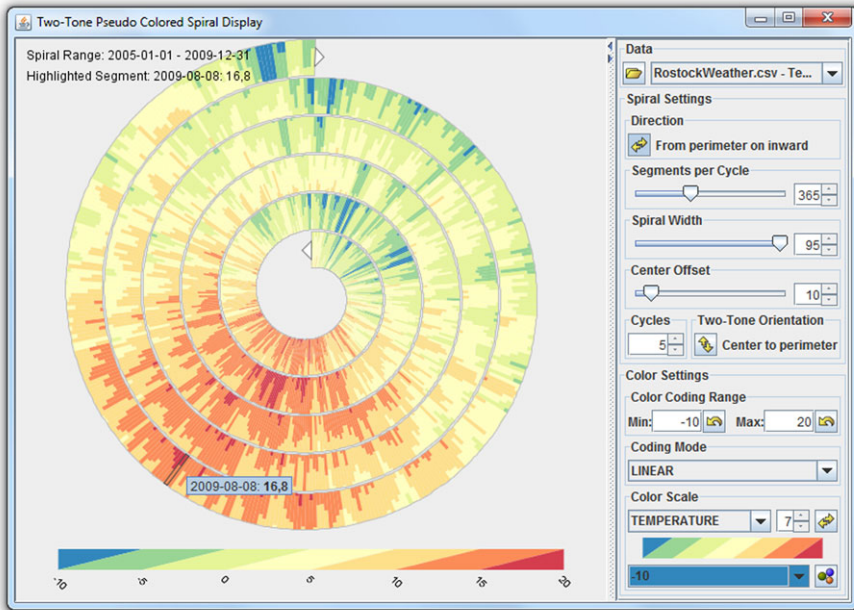 Two-Tone Pseudo Colored Spiral Display
Spiral Range: 2005-01-01 - 2009-12-31
Highlighted Segment: 2009-08-08: 16,8
2009-08-08: 16,8
-10 -5 0 5 10 15 20
Data
RostockWeather.csv - Te...
Spiral Settings
Direction
From perimeter on inward
Segments per Cycle
365
Spiral Width
95
Center Offset
10
Cycles Two-Tone Orientation
5 Center to perimeter
Color Settings
Color Coding Range
Min: -10 Max: 20
Coding Mode
LINEAR
Color Scale
TEMPERATURE 7
-10